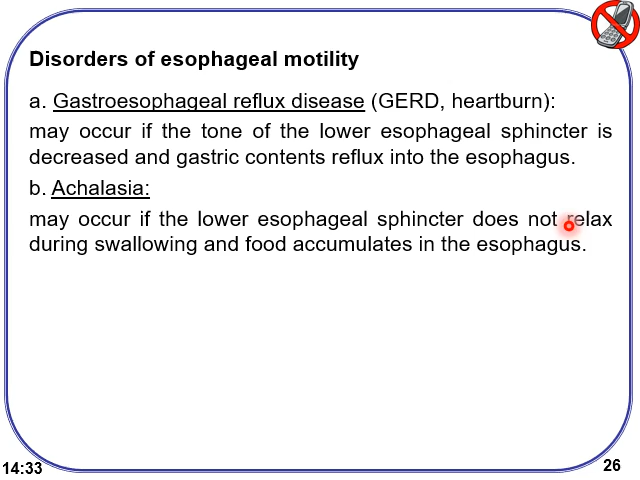 Disorders of esophageal motility
a. Gastroesophageal reflux disease (GERD, heartburn):
may occur if the tone of the lower esophageal sphincter is
decreased and gastric contents reflux into the esophagus.
b. Achalasia:
may occur if the lower esophageal sphincter does not relax
during swallowing and food accumulates in the esophagus.
14:33
26